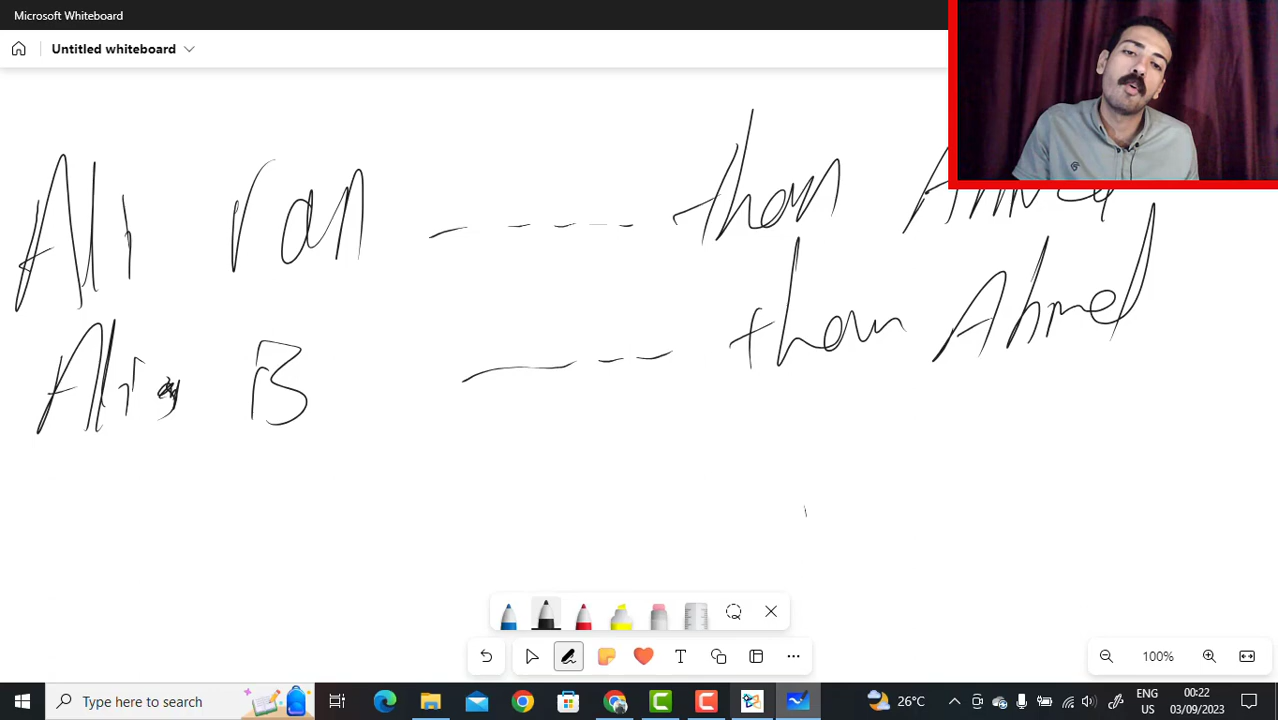 Microsoft Whiteboard
Untitled whiteboard
Ali ran ----- than Ahmed
Ali B ---- than Ahmed
100%
Type here to search
26°C
ENG
US
00:22
03/09/2023